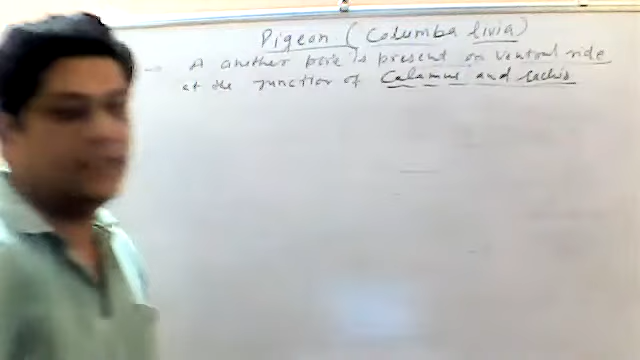 Pigeon (Columba livia)
→ A another pore is present on ventral side
at the junction of Calamus and rachis